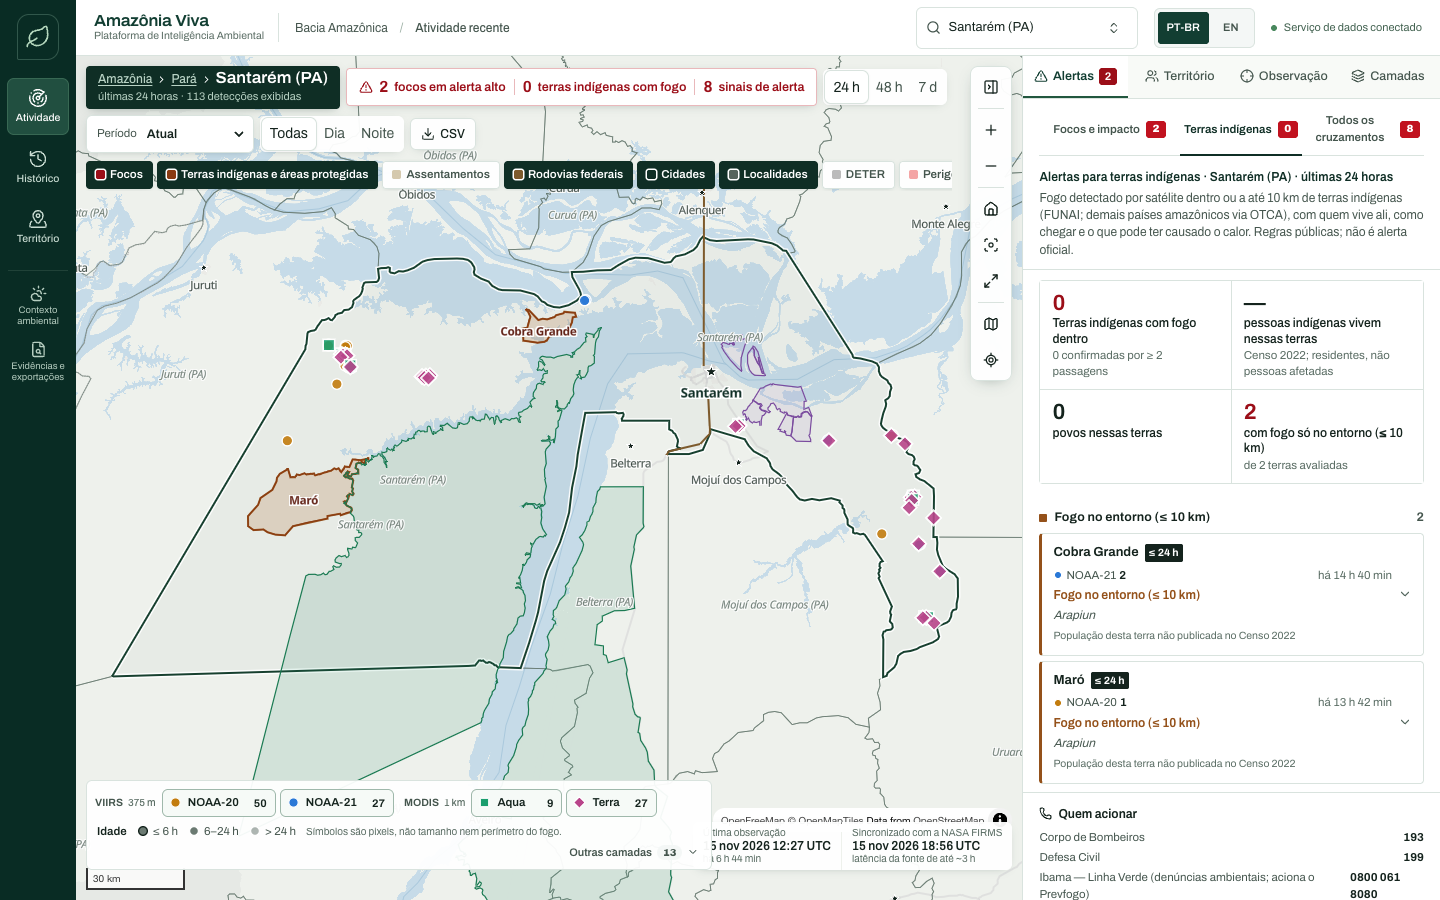 Amazônia Viva
Plataforma de Inteligência Ambiental
Bacia Amazônica / Atividade recente
Santarém (PA)
PT-BR EN
Serviço de dados conectado
Atividade
Histórico
Território
Contexto ambiental
Evidências e exportações
Amazônia › Pará › Santarém (PA)
últimas 24 horas · 113 detecções exibidas
2 focos em alerta alto 0 terras indígenas com fogo 8 sinais de alerta
24 h 48 h 7 d
Período Atual
Todas Dia Noite
CSV
Focos Terras indígenas e áreas protegidas Assentamentos Rodovias federais Cidades Localidades DETER Perig
Óbidos (PA)
Óbidos
Curuá
Curuá (PA)
Alenquer
Monte Aleg
ta (PA)
nta
Juruti
Juruti (PA)
Cobra Grande
Santarém (PA)
Santarém
Belterra
Mojuí dos Campos
Santarém (PA)
Maró
Santarém (PA)
Belterra (PA)
Mojuí dos Campos (PA)
Uruará
VIIRS 375 m NOAA-20 50 NOAA-21 27 MODIS 1 km Aqua 9 Terra 27
Idade ≤ 6 h 6–24 h > 24 h Símbolos são pixels, não tamanho nem perímetro do fogo.
Outras camadas 13
30 km
OpenFreeMap © OpenMapTiles Data from OpenStreetMap
tima observação
5 nov 2026 12:27 UTC
6 h 44 min
Sincronizado com a NASA FIRMS
15 nov 2026 18:56 UTC
latência da fonte de até ~3 h
Alertas 2 Território Observação Camadas
Focos e impacto 2 Terras indígenas 0 Todos os cruzamentos 8
Alertas para terras indígenas · Santarém (PA) · últimas 24 horas
Fogo detectado por satélite dentro ou a até 10 km de terras indígenas
(FUNAI; demais países amazônicos via OTCA), com quem vive ali, como
chegar e o que pode ter causado o calor. Regras públicas; não é alerta
oficial.
0
Terras indígenas com fogo dentro
0 confirmadas por ≥ 2 passagens
—
pessoas indígenas vivem nessas terras
Censo 2022; residentes, não pessoas afetadas
0
povos nessas terras
2
com fogo só no entorno (≤ 10 km)
de 2 terras avaliadas
Fogo no entorno (≤ 10 km) 2
Cobra Grande ≤ 24 h
NOAA-21 2 há 14 h 40 min
Fogo no entorno (≤ 10 km)
Arapiun
População desta terra não publicada no Censo 2022
Maró ≤ 24 h
NOAA-20 1 há 13 h 42 min
Fogo no entorno (≤ 10 km)
Arapiun
População desta terra não publicada no Censo 2022
Quem acionar
Corpo de Bombeiros 193
Defesa Civil 199
Ibama — Linha Verde (denúncias ambientais; aciona o Prevfogo) 0800 061 8080